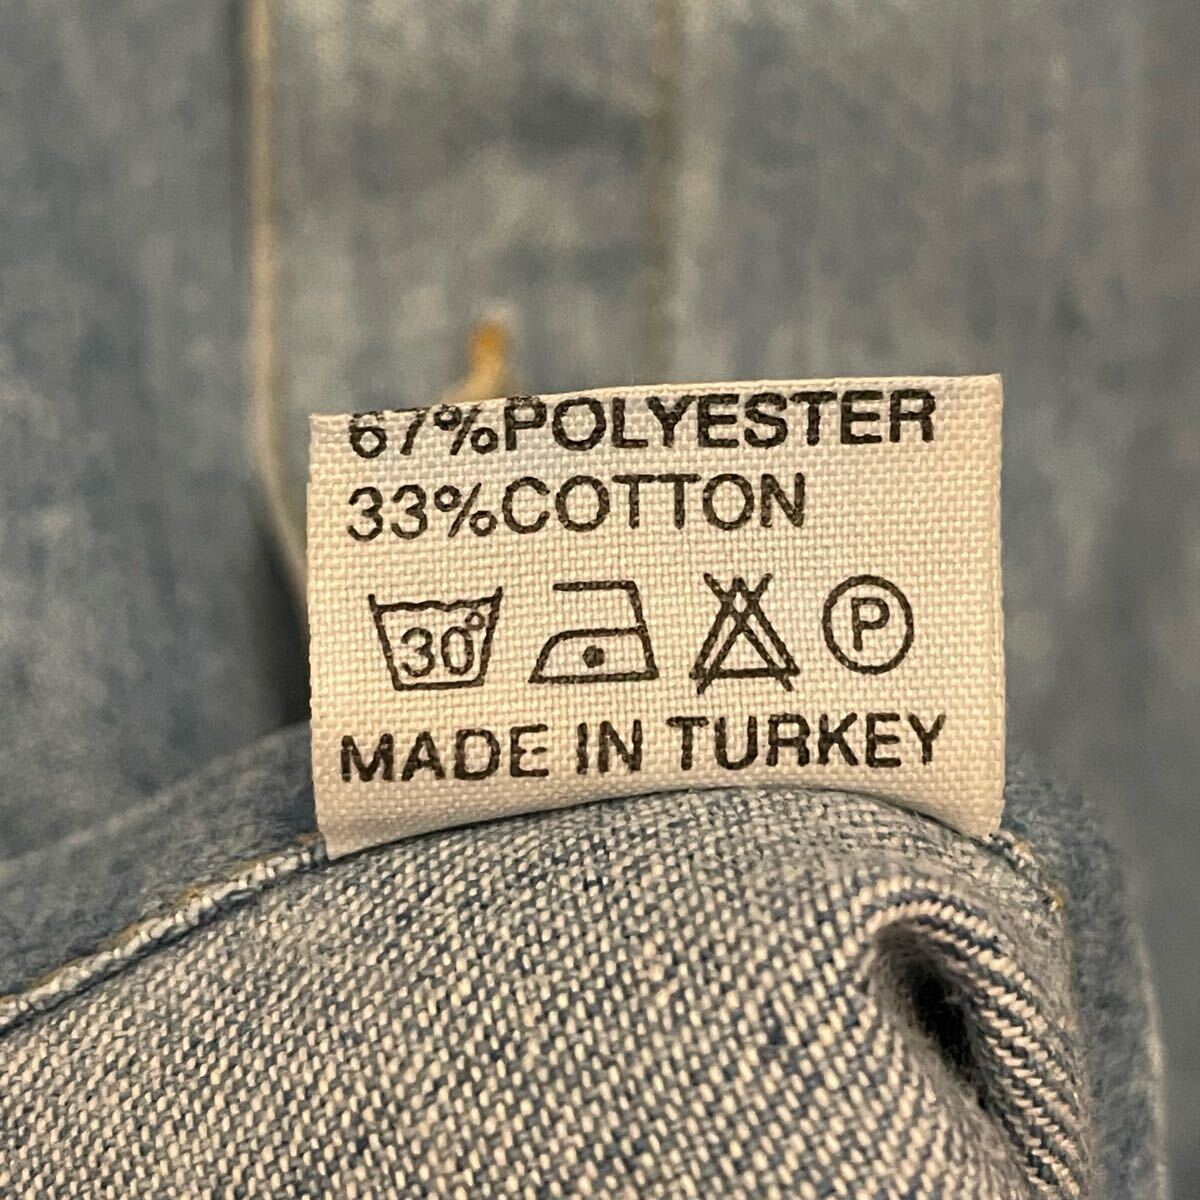 67%POLYESTER
33%COTTON
30°
P
MADE IN TURKEY